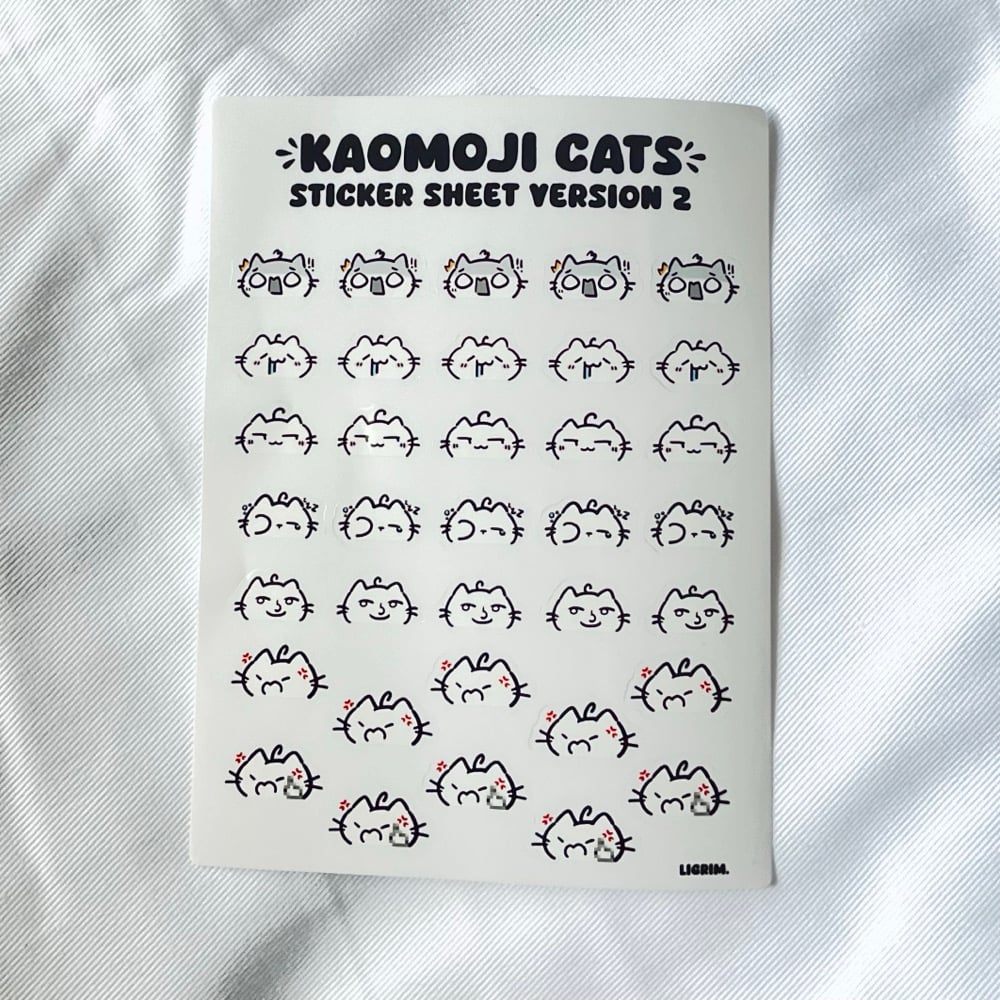 KAOMOJI CATS
STICKER SHEET VERSION 2
LIGRIM.